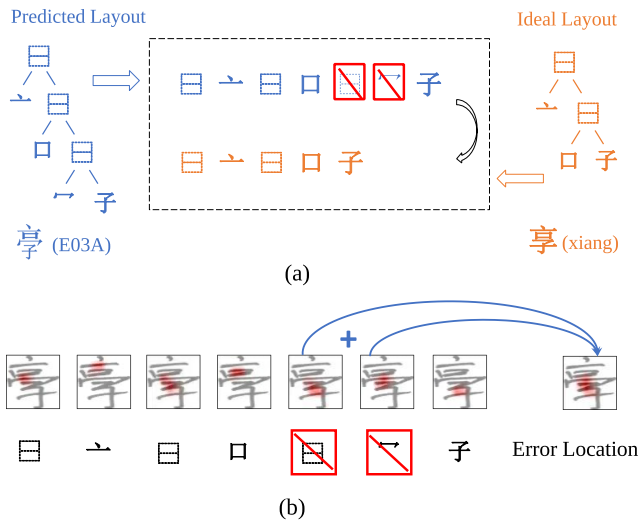 Predicted Layout
⿱
亠 ⿱
口 ⿱
冖 子
(E03A)
⿱ 亠 ⿱ 口 ⿱ 冖 子
⿱ 亠 ⿱ 口 子
Ideal Layout
⿱
亠 ⿱
口 子
享 (xiang)
(a)
+
⿱ 亠 ⿱ 口 ⿱ 冖 子 Error Location
(b)